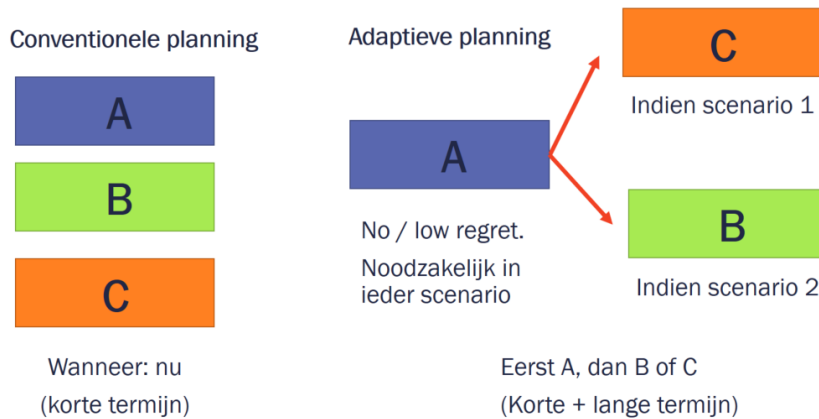 Conventionele planning
A
B
C
Wanneer: nu
(korte termijn)
Adaptieve planning
A
No / low regret.
Noodzakelijk in
ieder scenario
C
Indien scenario 1
B
Indien scenario 2
Eerst A, dan B of C
(Korte + lange termijn)